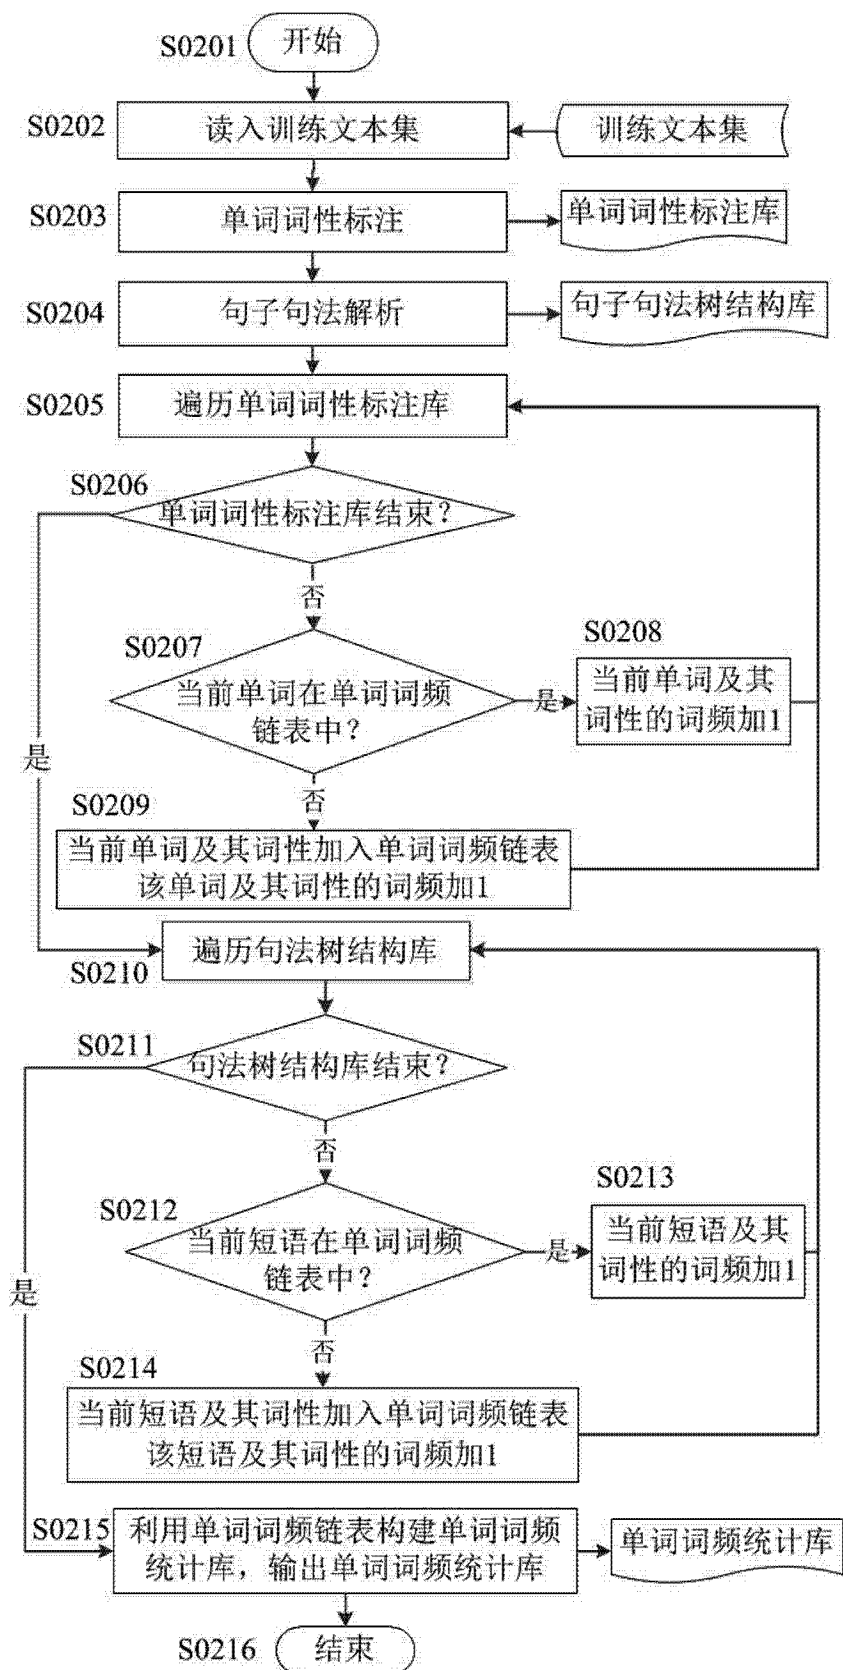 S0201
开始
S0202
读入训练文本集
训练文本集
S0203
单词词性标注
单词词性标注库
S0204
句子句法解析
句子句法树结构库
S0205
遍历单词词性标注库
S0206
单词词性标注库结束?
否
是
S0207
当前单词在单词词频
链表中?
是
S0208
当前单词及其
词性的词频加1
否
S0209
当前单词及其词性加入单词词频链表
该单词及其词性的词频加1
S0210
遍历句法树结构库
S0211
句法树结构库结束?
否
是
S0212
当前短语在单词词频
链表中?
是
S0213
当前短语及其
词性的词频加1
否
S0214
当前短语及其词性加入单词词频链表
该短语及其词性的词频加1
S0215
利用单词词频链表构建单词词频
统计库，输出单词词频统计库
单词词频统计库
S0216
结束